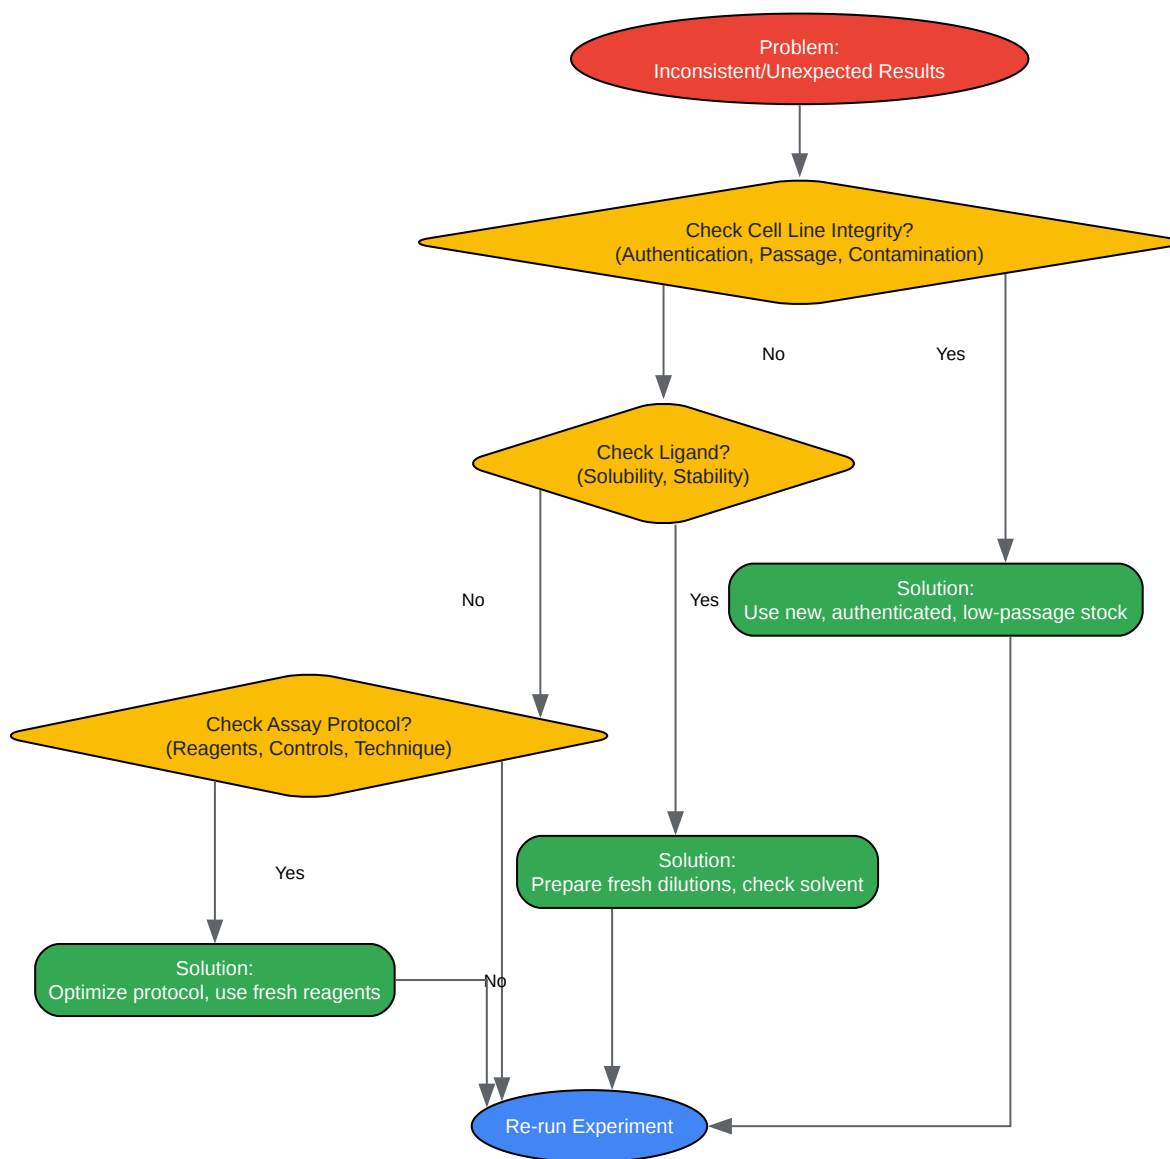 Problem:
Inconsistent/Unexpected Results
Check Cell Line Integrity?
(Authentication, Passage, Contamination)
No
Yes
Check Ligand?
(Solubility, Stability)
No
Yes
Solution:
Use new, authenticated, low-passage stock
Check Assay Protocol?
(Reagents, Controls, Technique)
Yes
Solution:
Prepare fresh dilutions, check solvent
Solution:
Optimize protocol, use fresh reagents
No
Re-run Experiment